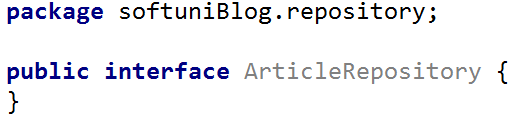 package softuniBlog.repository;
public interface ArticleRepository {
}